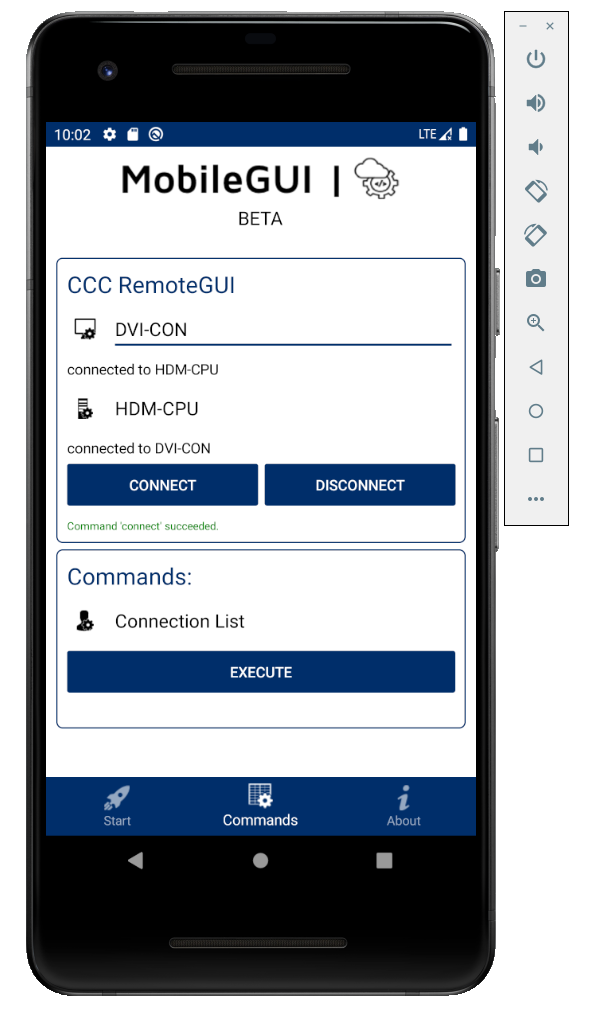 10:02 LTE
MobileGUI |
BETA
CCC RemoteGUI
DVI-CON
connected to HDM-CPU
HDM-CPU
connected to DVI-CON
CONNECT DISCONNECT
Command 'connect' succeeded.
Commands:
Connection List
EXECUTE
Start Commands About